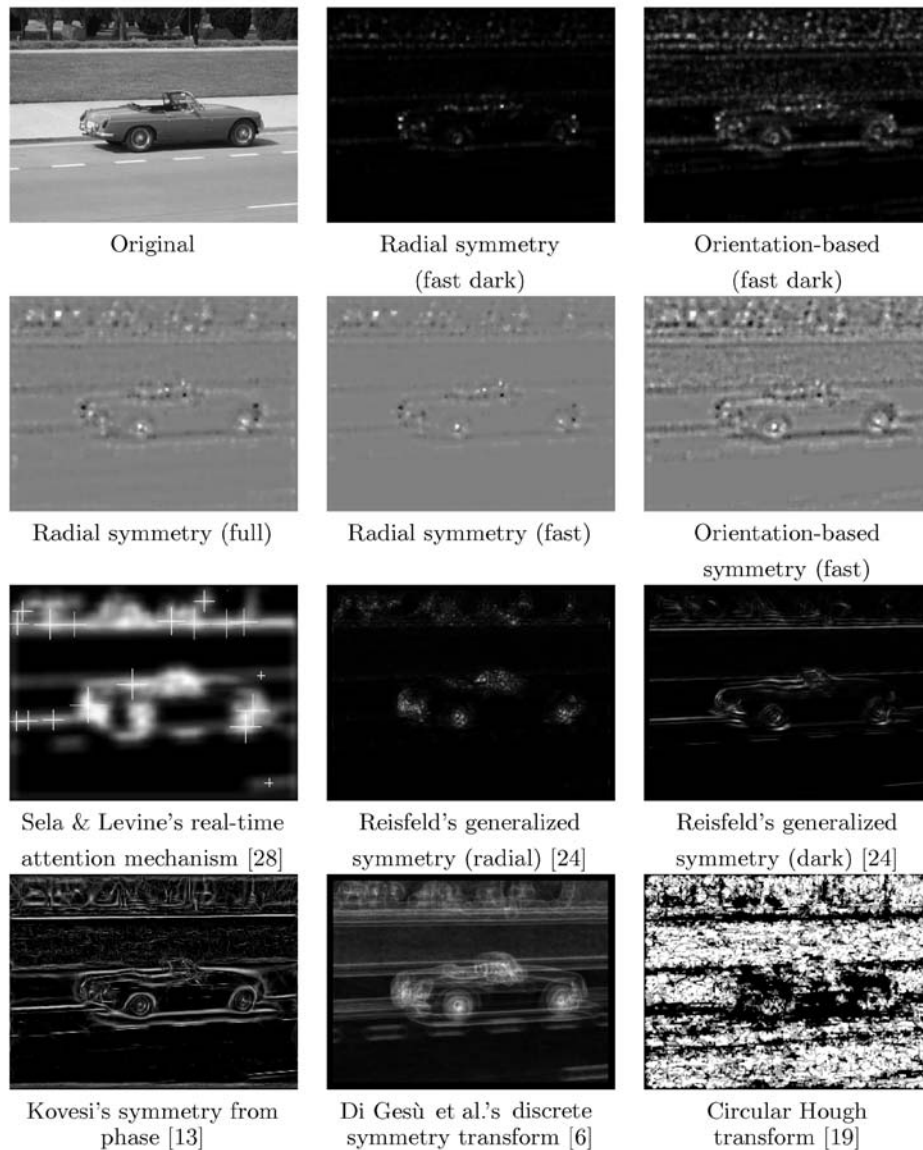 Original
Radial symmetry
(fast dark)
Orientation-based
(fast dark)
Radial symmetry (full)
Radial symmetry (fast)
Orientation-based
symmetry (fast)
Sela & Levine's real-time
attention mechanism [28]
Reisfeld's generalized
symmetry (radial) [24]
Reisfeld's generalized
symmetry (dark) [24]
Kovesi's symmetry from
phase [13]
Di Gesù et al.'s discrete
symmetry transform [6]
Circular Hough
transform [19]